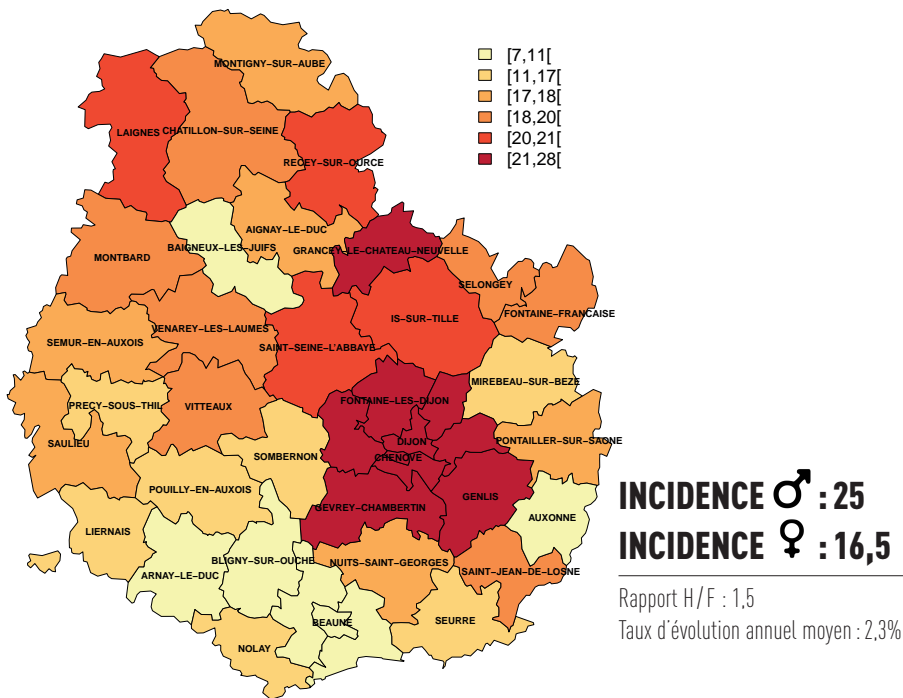 MONTIGNY−SUR−AUBE
[7,11[
[11,17[
[17,18[
[18,20[
[20,21[
[21,28[
LAIGNES
CHATILLON−SUR−SEINE
RECEY−SUR−OURCE
AIGNAY−LE−DUC
BAIGNEUX−LES−JUIFS
GRANCEY−LE−CHATEAU−NEUVELLE
MONTBARD
SELONGEY
FONTAINE−FRANCAISE
IS−SUR−TILLE
VENAREY−LES−LAUMES
SEMUR−EN−AUXOIS
SAINT−SEINE−L'ABBAYE
MIREBEAU−SUR−BEZE
FONTAINE−LES−DIJON
PRECY−SOUS−THIL
VITTEAUX
SAULIEU
DIJON
PONTAILLER−SUR−SAONE
SOMBERNON
CHENOVE
POUILLY−EN−AUXOIS
GENLIS
GEVREY−CHAMBERTIN
AUXONNE
LIERNAIS
BLIGNY−SUR−OUCHE
NUITS−SAINT−GEORGES
SAINT−JEAN−DE−LOSNE
ARNAY−LE−DUC
BEAUNE
SEURRE
NOLAY
INCIDENCE ♂ : 25
INCIDENCE ♀ : 16,5
Rapport H/F : 1,5
Taux d'évolution annuel moyen : 2,3%